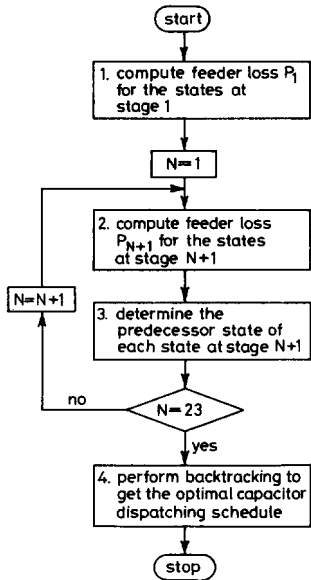 start
1. compute feeder loss P1
for the states at
stage 1
N=1
2. compute feeder loss
PN+1 for the states
at stage N+1
N=N+1
3. determine the
predecessor state of
each state at stage N+1
no
N=23
yes
4. perform backtracking to
get the optimal capacitor
dispatching schedule
stop